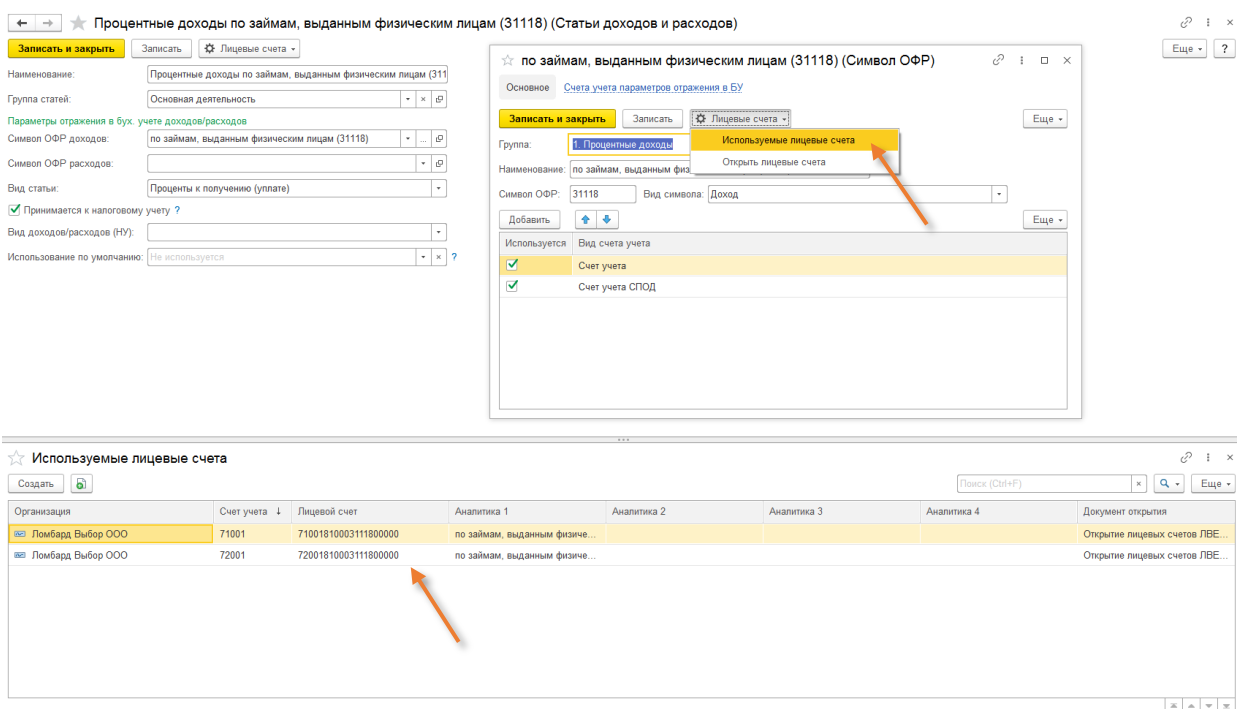 Процентные доходы по займам, выданным физическим лицам (31118) (Статьи доходов и расходов)
Записать и закрыть
Записать
Лицевые счета
Еще
?
Наименование:
Процентные доходы по займам, выданным физическим лицам (311
Группа статей:
Основная деятельность
Параметры отражения в бух. учете доходов/расходов
Символ ОФР доходов:
по займам, выданным физическим лицам (31118)
Символ ОФР расходов:
Вид статьи:
Проценты к получению (уплате)
Принимается к налоговому учету ?
Вид доходов/расходов (НУ):
Использование по умолчанию:
Не используется
?
по займам, выданным физическим лицам (31118) (Символ ОФР)
Основное
Счета учета параметров отражения в БУ
Записать и закрыть
Записать
Лицевые счета
Еще
Используемые лицевые счета
Открыть лицевые счета
Группа:
1. Процентные доходы
Наименование:
по займам, выданным физ
Символ ОФР:
31118
Вид символа:
Доход
Добавить
Еще
Используется
Вид счета учета
Счет учета
Счет учета СПОД
Используемые лицевые счета
Создать
Поиск (Ctrl+F)
Еще
Организация
Счет учета ↓
Лицевой счет
Аналитика 1
Аналитика 2
Аналитика 3
Аналитика 4
Документ открытия
Ломбард Выбор ООО
71001
71001810003111800000
по займам, выданным физиче...
Открытие лицевых счетов ЛВЕ...
Ломбард Выбор ООО
72001
72001810003111800000
по займам, выданным физиче...
Открытие лицевых счетов ЛВЕ...